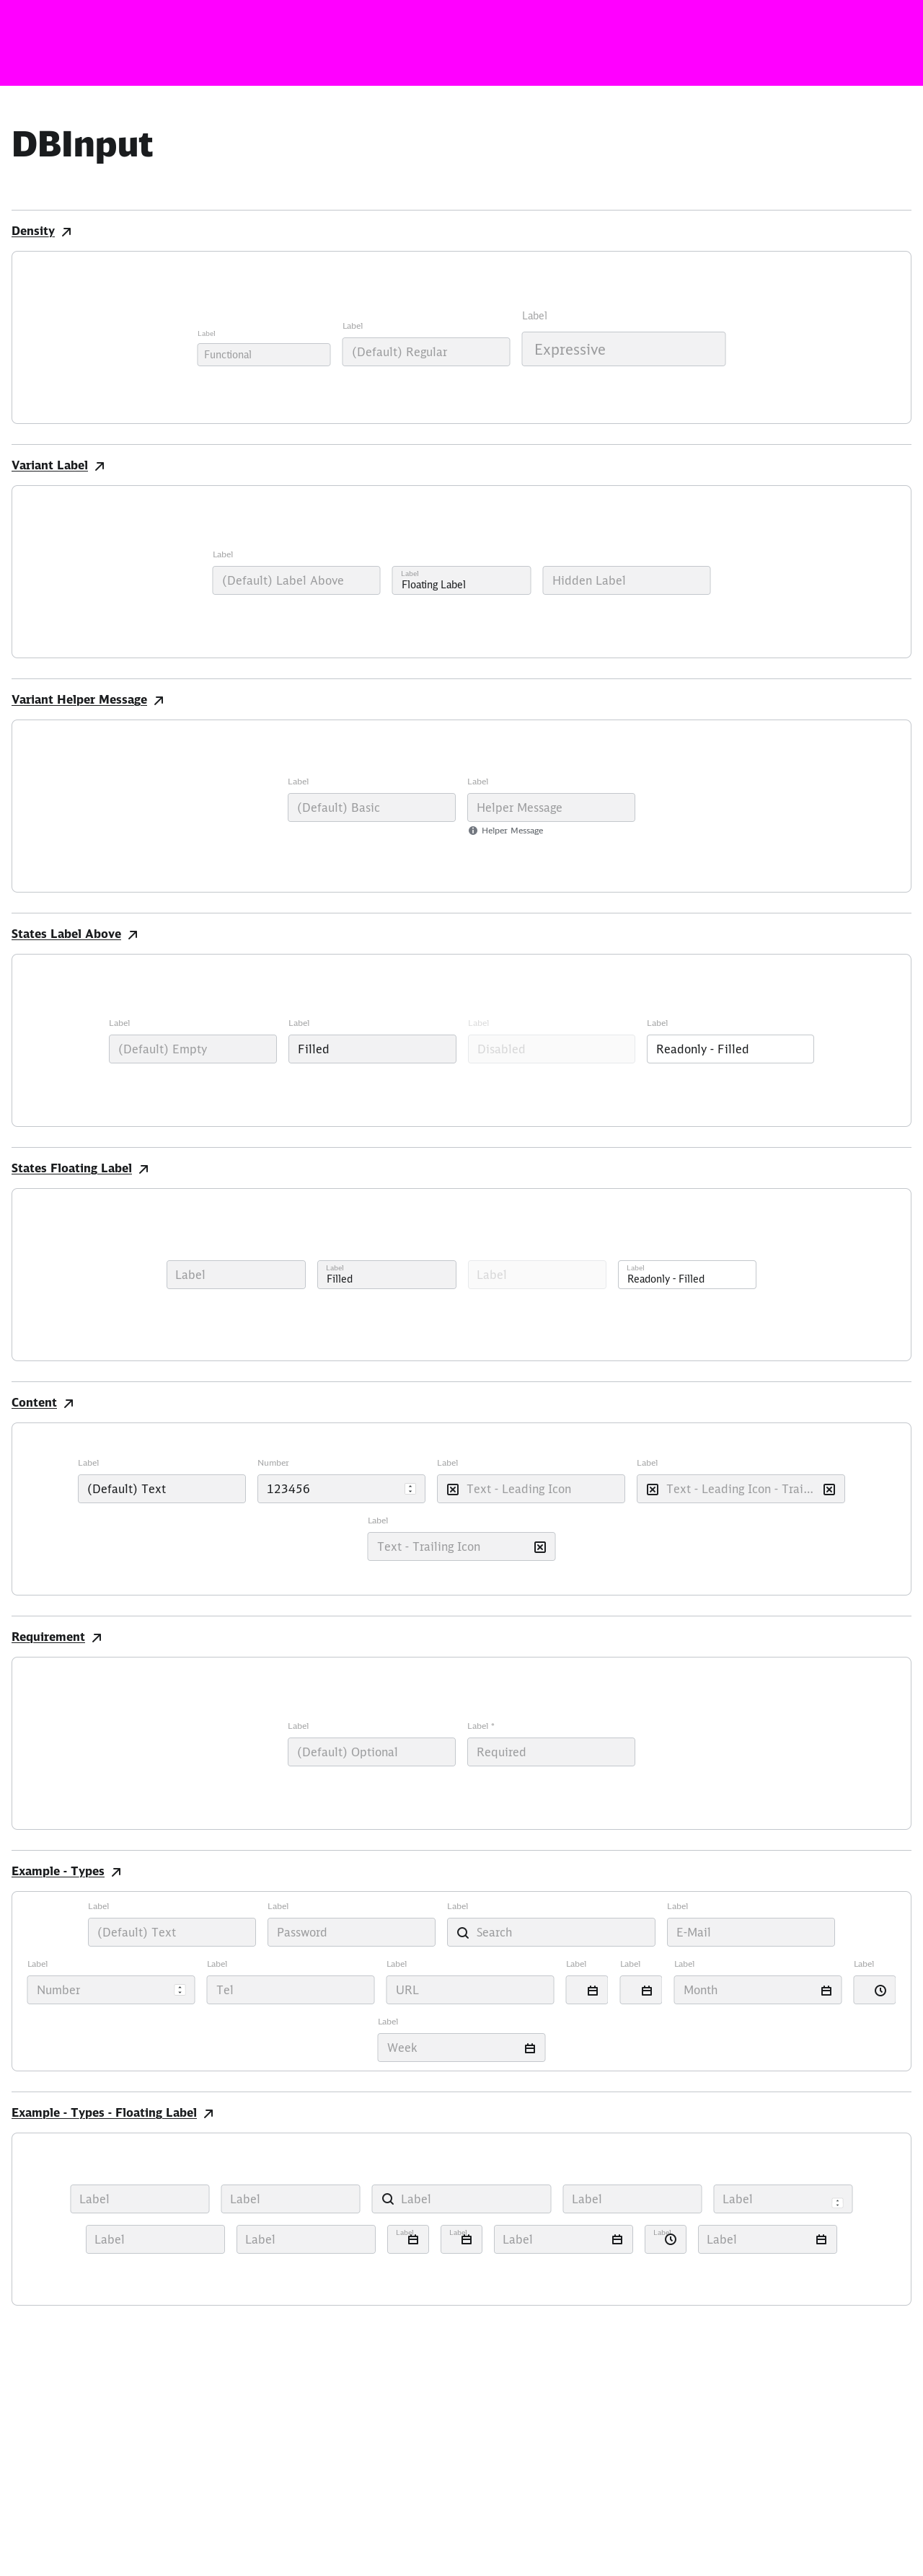 DBInput
Density
Label
Label
Label
Functional
(Default) Regular
Expressive
Variant Label
Label
(Default) Label Above
Label
Floating Label
Hidden Label
Variant Helper Message
Label
Label
(Default) Basic
Helper Message
Helper Message
States Label Above
Label
Label
Label
Label
(Default) Empty
Filled
Disabled
Readonly - Filled
States Floating Label
Label
Label
Filled
Label
Label
Readonly - Filled
Content
Label
Number
Label
Label
(Default) Text
123456
Text - Leading Icon
Text - Leading Icon - Trai...
Label
Text - Trailing Icon
Requirement
Label
Label *
(Default) Optional
Required
Example - Types
Label
Label
Label
Label
(Default) Text
Password
Search
E-Mail
Label
Label
Label
Label
Label
Label
Label
Number
Tel
URL
Month
Label
Week
Example - Types - Floating Label
Label
Label
Label
Label
Label
Label
Label
Label
Label
Label
Label
Label